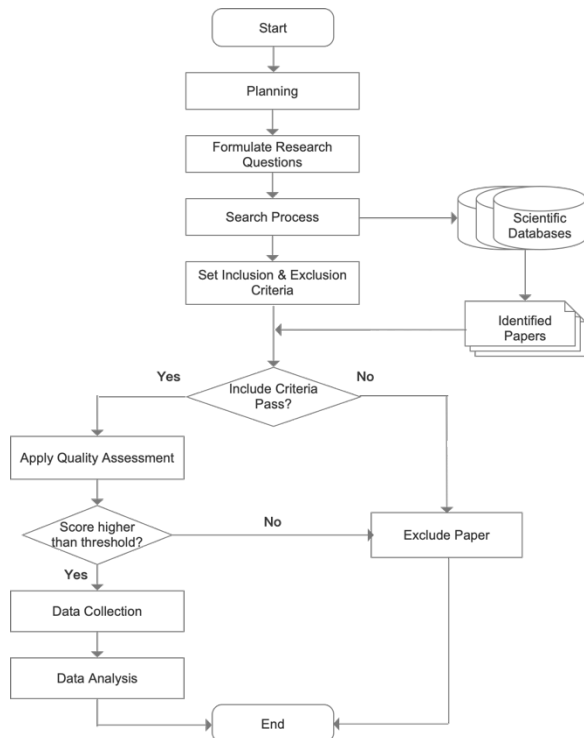 Start
Planning
Formulate Research
Questions
Search Process
Scientific
Databases
Set Inclusion & Exclusion
Criteria
Identified
Papers
Yes
No
Include Criteria
Pass?
Apply Quality Assessment
Score higher
than threshold?
No
Exclude Paper
Yes
Data Collection
Data Analysis
End